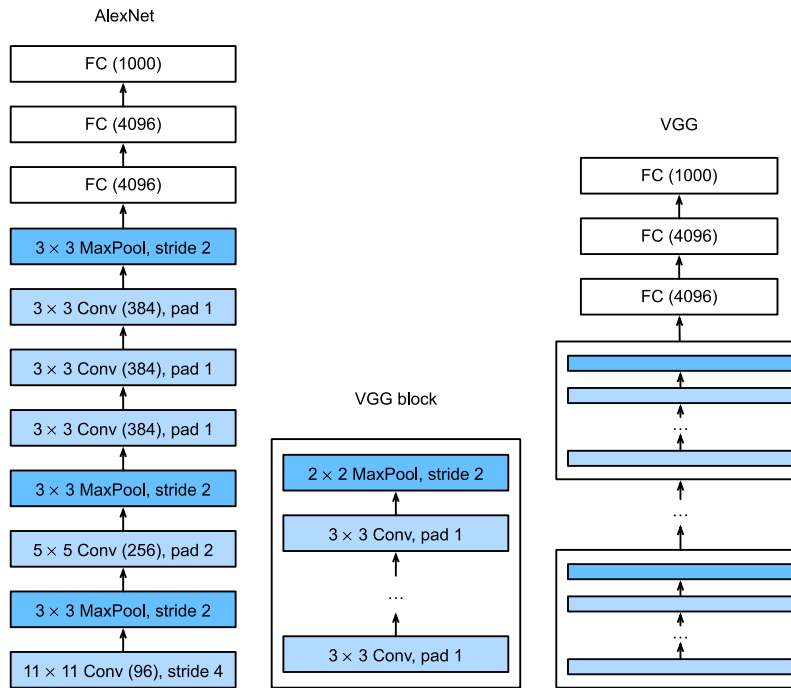 AlexNet
FC (1000)
FC (4096)
FC (4096)
3 × 3 MaxPool, stride 2
3 × 3 Conv (384), pad 1
3 × 3 Conv (384), pad 1
3 × 3 Conv (384), pad 1
3 × 3 MaxPool, stride 2
5 × 5 Conv (256), pad 2
3 × 3 MaxPool, stride 2
11 × 11 Conv (96), stride 4
VGG block
2 × 2 MaxPool, stride 2
3 × 3 Conv, pad 1
...
3 × 3 Conv, pad 1
VGG
FC (1000)
FC (4096)
FC (4096)
...
...
...